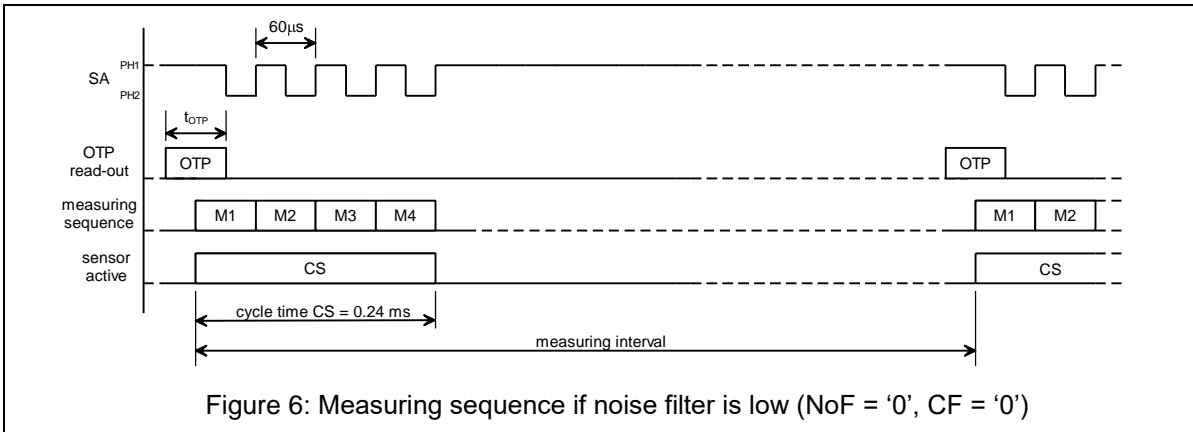 60µs
SA
PH1
PH2
tOTP
OTP
read-out
OTP
OTP
measuring
sequence
M1 M2 M3 M4
M1 M2
sensor
active
CS
CS
cycle time CS = 0.24 ms
measuring interval
Figure 6: Measuring sequence if noise filter is low (NoF = ‘0’, CF = ‘0’)